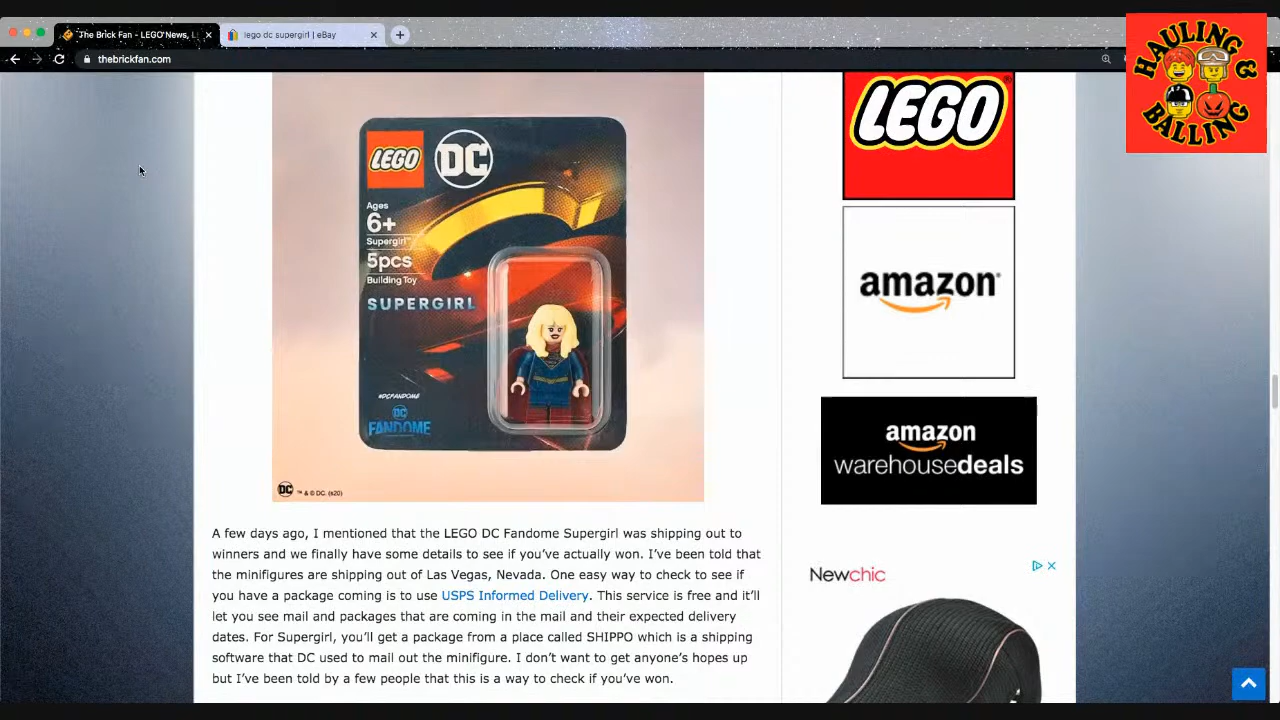 The Brick Fan - LEGO News, L
lego dc supergirl | eBay
thebrickfan.com
HAULING &
BALLING
LEGO
DC
Ages
6+
Supergirl™
5pcs
Building Toy
SUPERGIRL
#DCFANDOME
DC
FANDOME
DC ™ & © DC. (s20)
A few days ago, I mentioned that the LEGO DC Fandome Supergirl was shipping out to
winners and we finally have some details to see if you've actually won. I've been told that
the minifigures are shipping out of Las Vegas, Nevada. One easy way to check to see if
you have a package coming is to use USPS Informed Delivery. This service is free and it'll
let you see mail and packages that are coming in the mail and their expected delivery
dates. For Supergirl, you'll get a package from a place called SHIPPO which is a shipping
software that DC used to mail out the minifigure. I don't want to get anyone's hopes up
but I've been told by a few people that this is a way to check if you've won.
LEGO
amazon
amazon
warehousedeals
Newchic